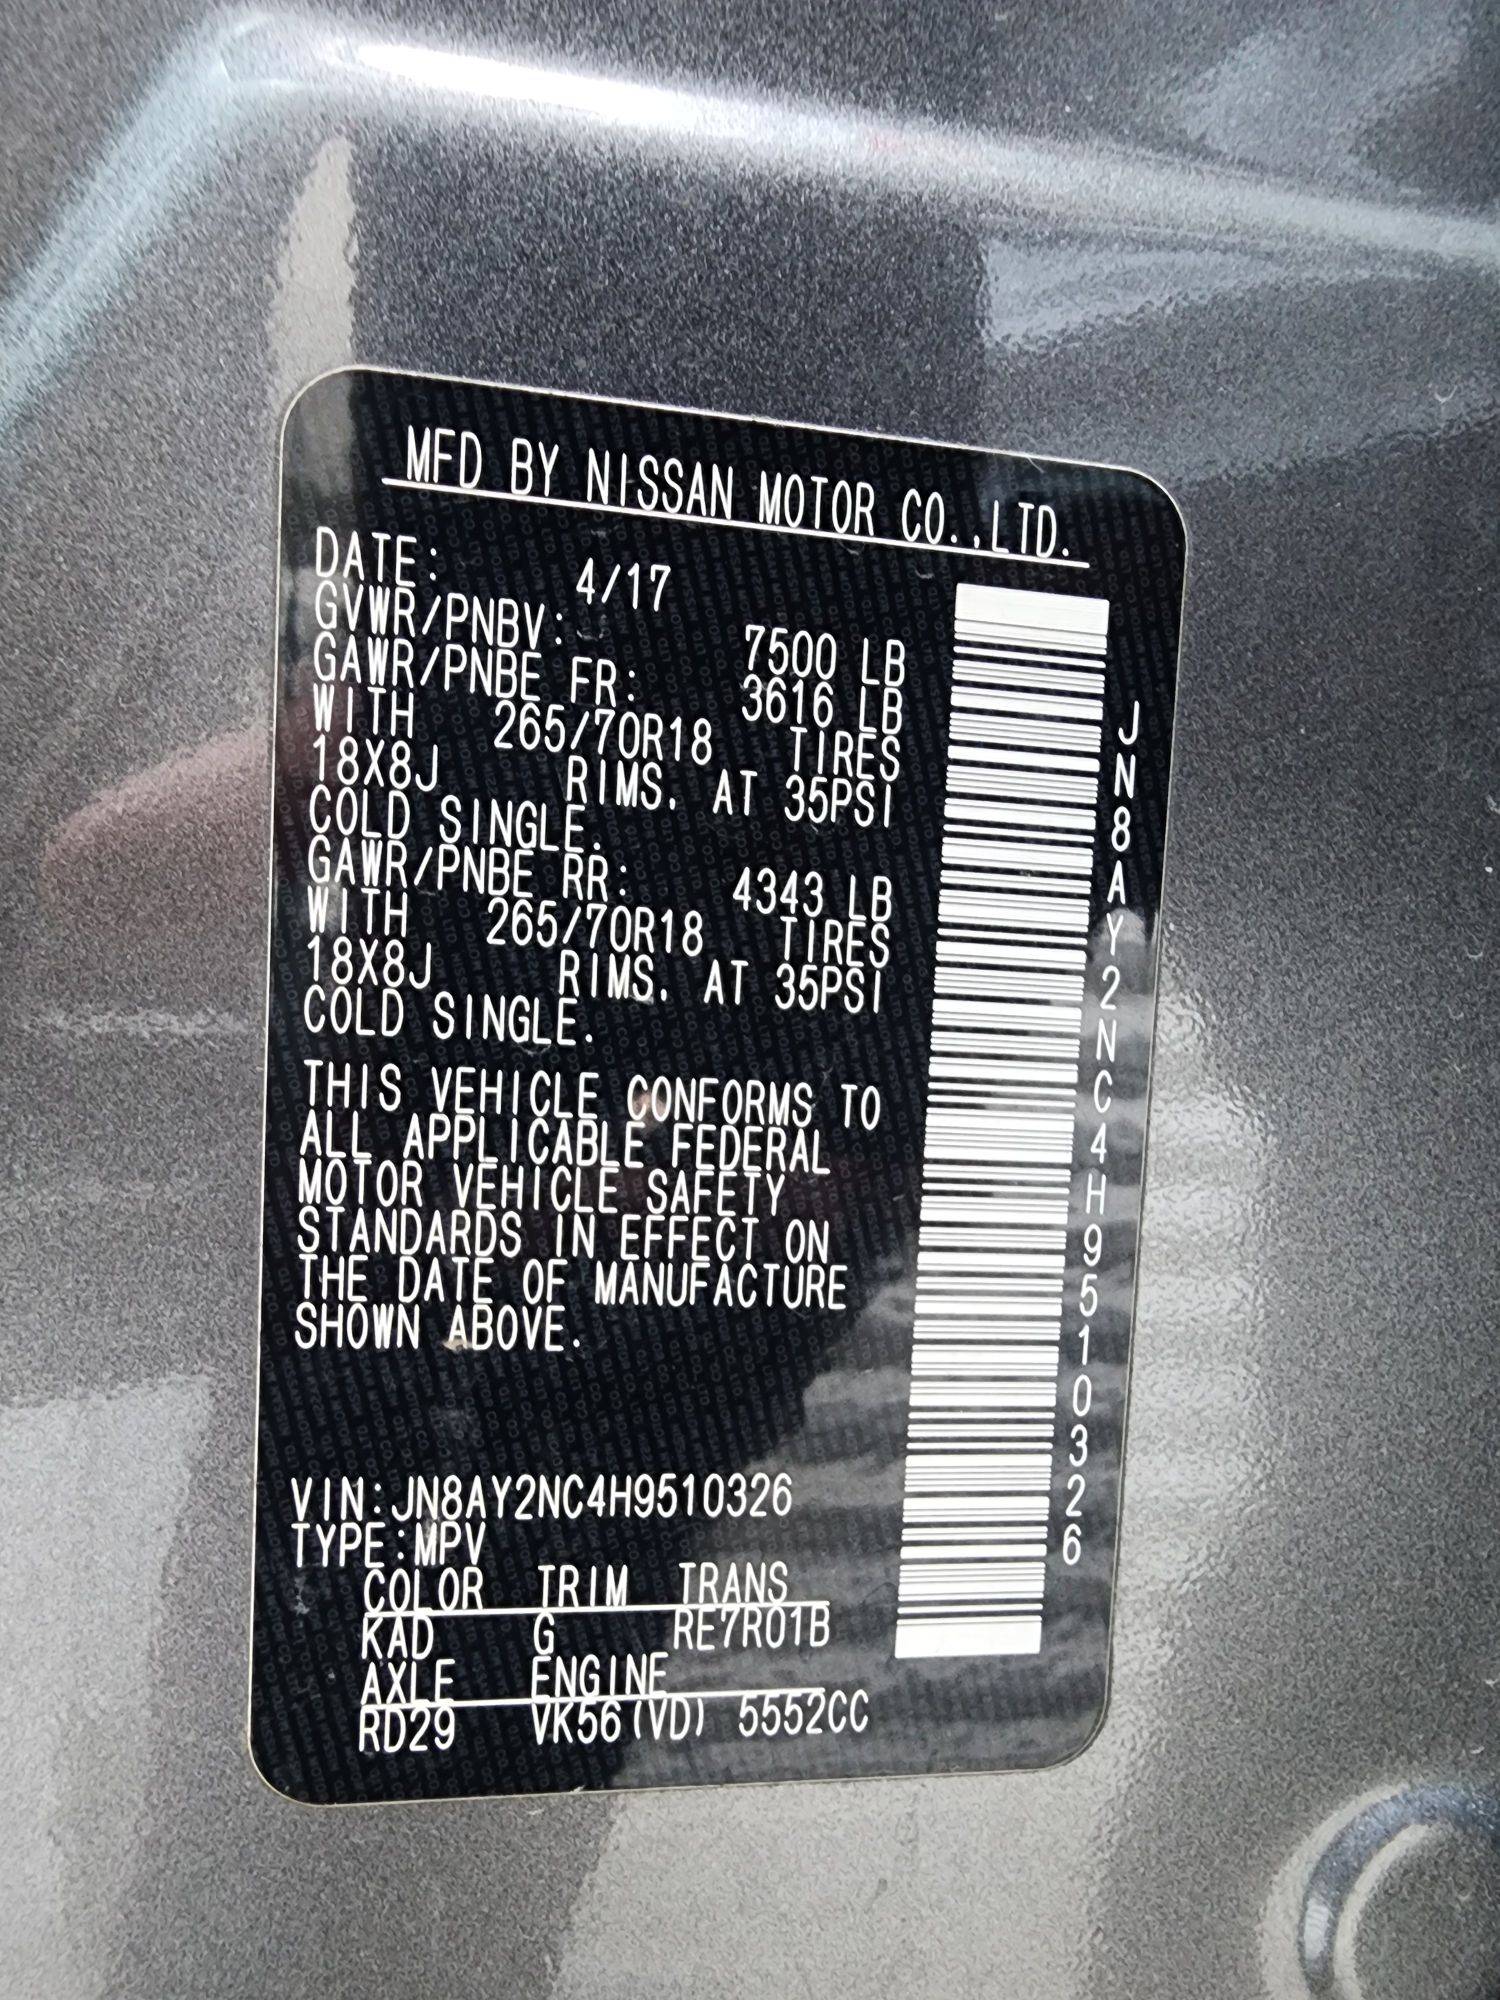 MFD BY NISSAN MOTOR CO.,LTD.
DATE: 4/17
GVWR/PNBV: 7500 LB
GAWR/PNBE FR: 3616 LB
WITH 265/70R18 TIRES
18X8J RIMS. AT 35PSI
COLD SINGLE.
GAWR/PNBE RR: 4343 LB
WITH 265/70R18 TIRES
18X8J RIMS. AT 35PSI
COLD SINGLE.
THIS VEHICLE CONFORMS TO
ALL APPLICABLE FEDERAL
MOTOR VEHICLE SAFETY
STANDARDS IN EFFECT ON
THE DATE OF MANUFACTURE
SHOWN ABOVE.
VIN:JN8AY2NC4H9510326
TYPE:MPV
COLOR TRIM TRANS
KAD G RE7R01B
AXLE ENGINE
RD29 VK56(VD) 5552CC
JN8AY2NC4H9510326